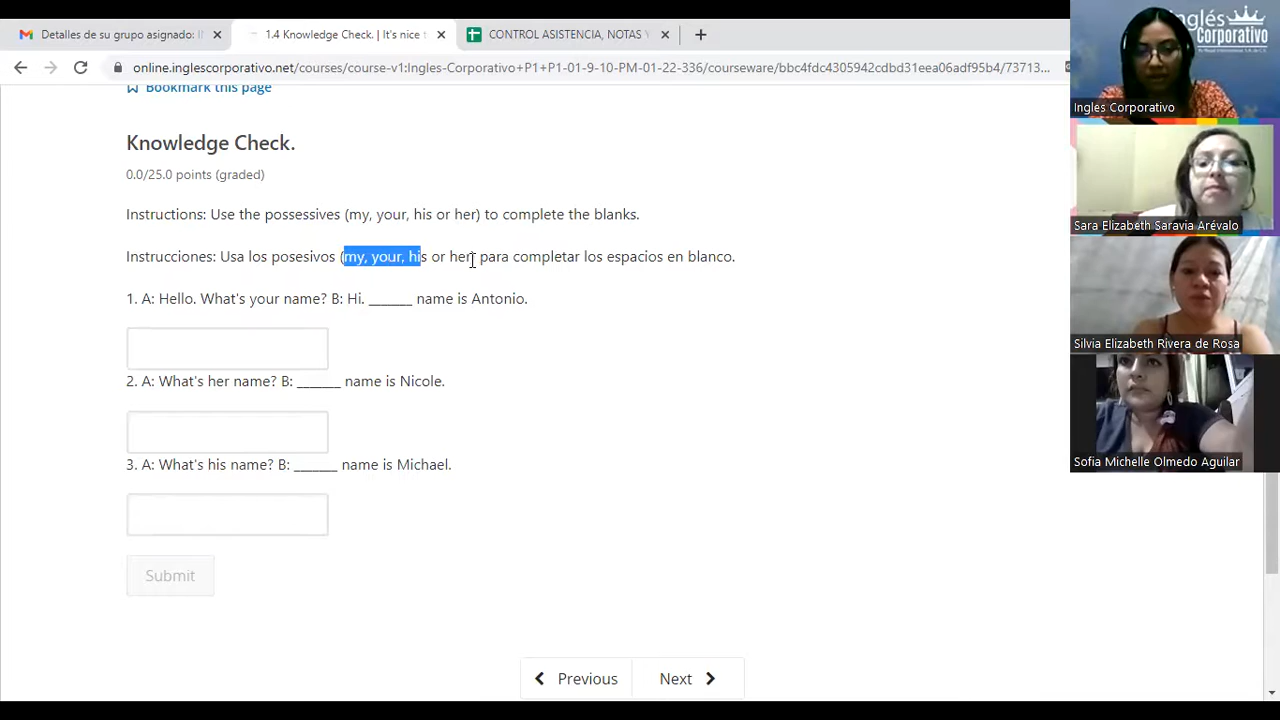 Detalles de su grupo asignado: I
1.4 Knowledge Check. | It's nice t
CONTROL ASISTENCIA, NOTAS Y
online.inglescorporativo.net/courses/course-v1:Ingles-Corporativo+P1+P1-01-9-10-PM-01-22-336/courseware/bbc4fdc4305942cdbd31eea06adf95b4/73713...
Bookmark this page
Knowledge Check.
0.0/25.0 points (graded)
Instructions: Use the possessives (my, your, his or her) to complete the blanks.
Instrucciones: Usa los posesivos (my, your, his or her) para completar los espacios en blanco.
1. A: Hello. What's your name? B: Hi. _______ name is Antonio.
2. A: What's her name? B: _______ name is Nicole.
3. A: What's his name? B: _______ name is Michael.
Submit
Previous
Next
Inglés
Corporativo
Ingles Corporativo
Sara Elizabeth Saravia Arévalo
Silvia Elizabeth Rivera de Rosa
Sofia Michelle Olmedo Aguilar